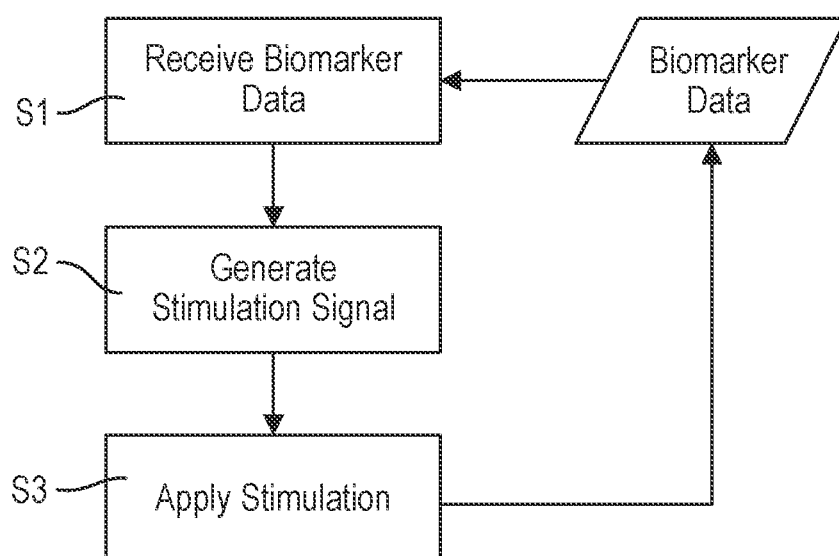 Receive Biomarker
Data
S1
Biomarker
Data
Generate
Stimulation Signal
S2
Apply Stimulation
S3